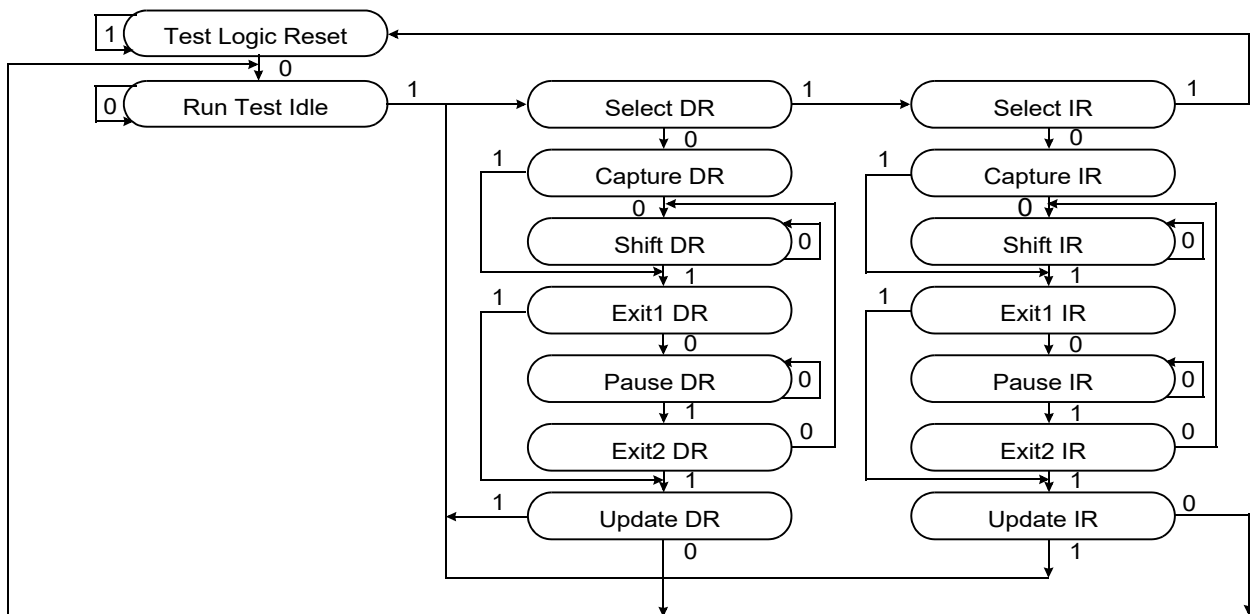 1 Test Logic Reset
0
0 Run Test Idle 1 Select DR 1 Select IR 1
0 0
1 Capture DR 1 Capture IR
0 0
Shift DR 0 Shift IR 0
1 1
1 Exit1 DR 1 Exit1 IR
0 0
Pause DR 0 Pause IR 0
1 1
Exit2 DR 0 Exit2 IR 0
1 1
1 Update DR Update IR 0
0 1